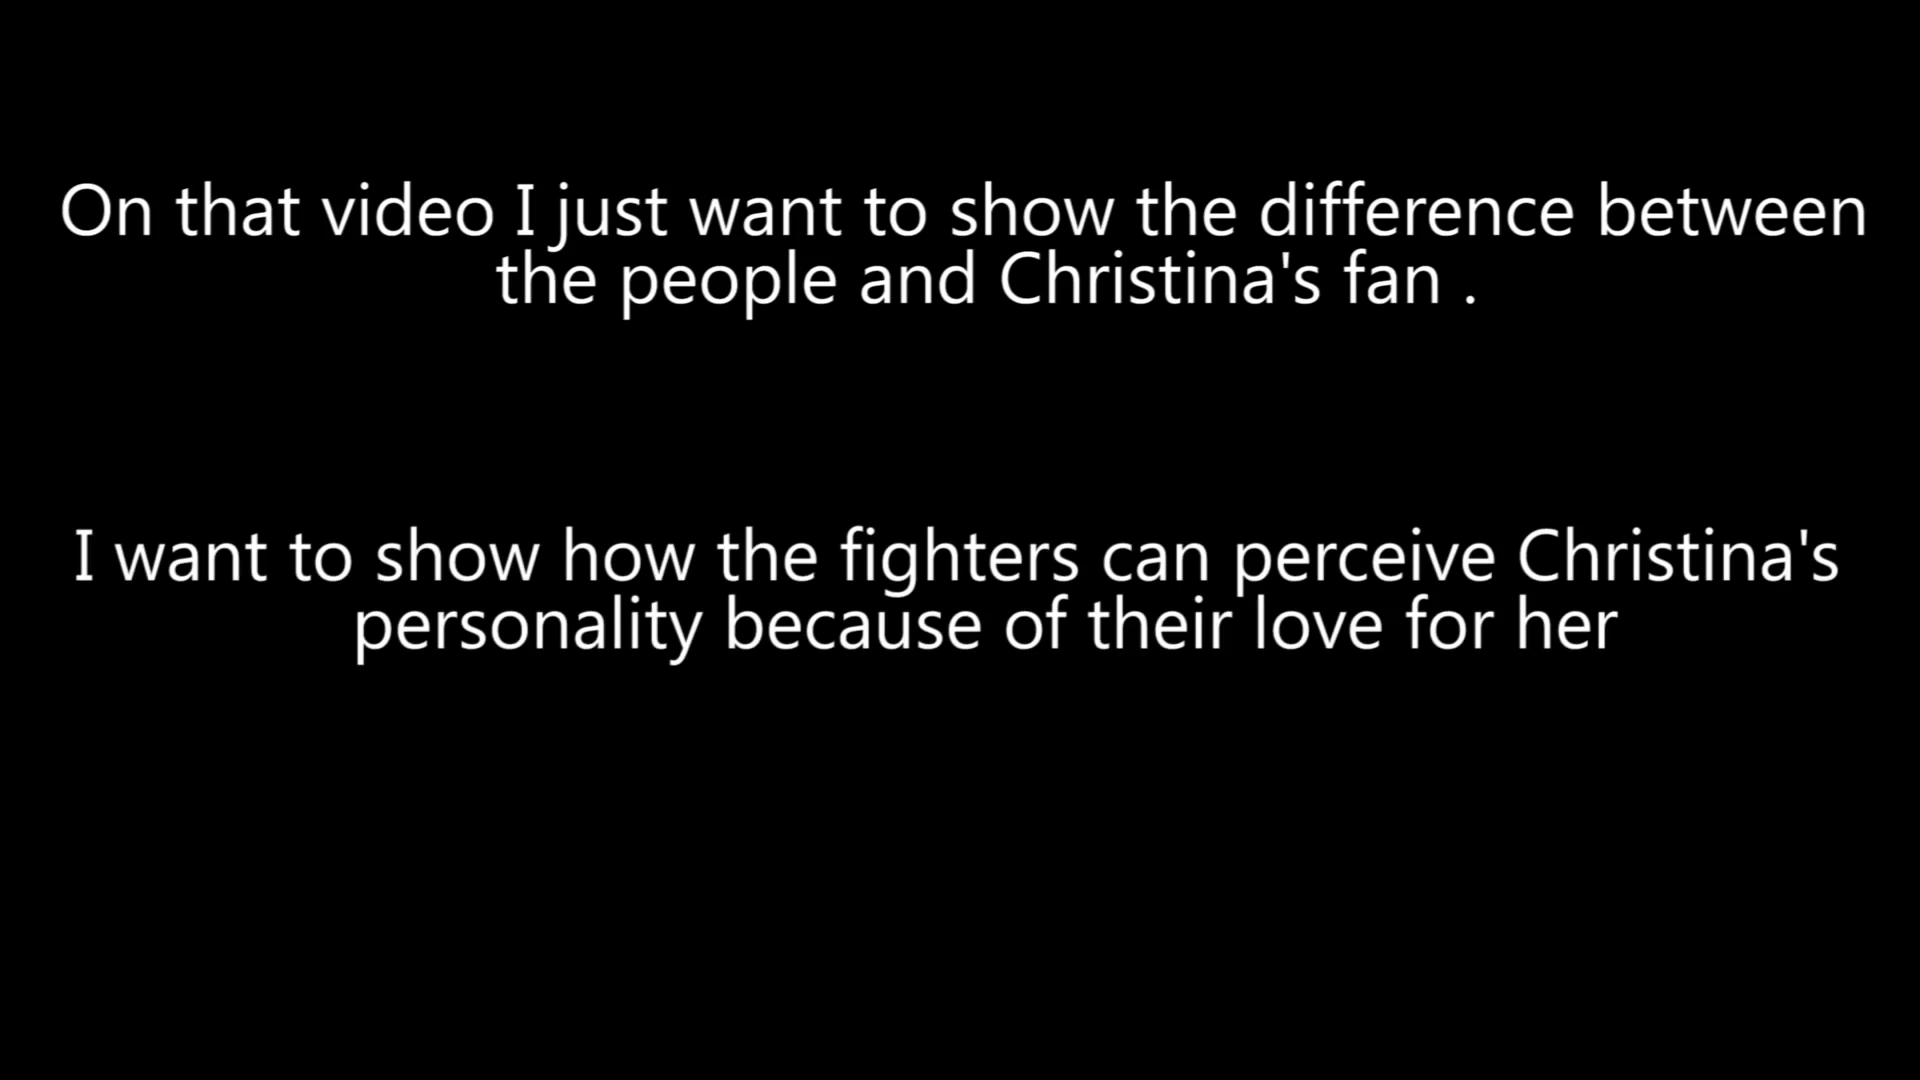 On that video I just want to show the difference between
the people and Christina's fan .
I want to show how the fighters can perceive Christina's
personality because of their love for her